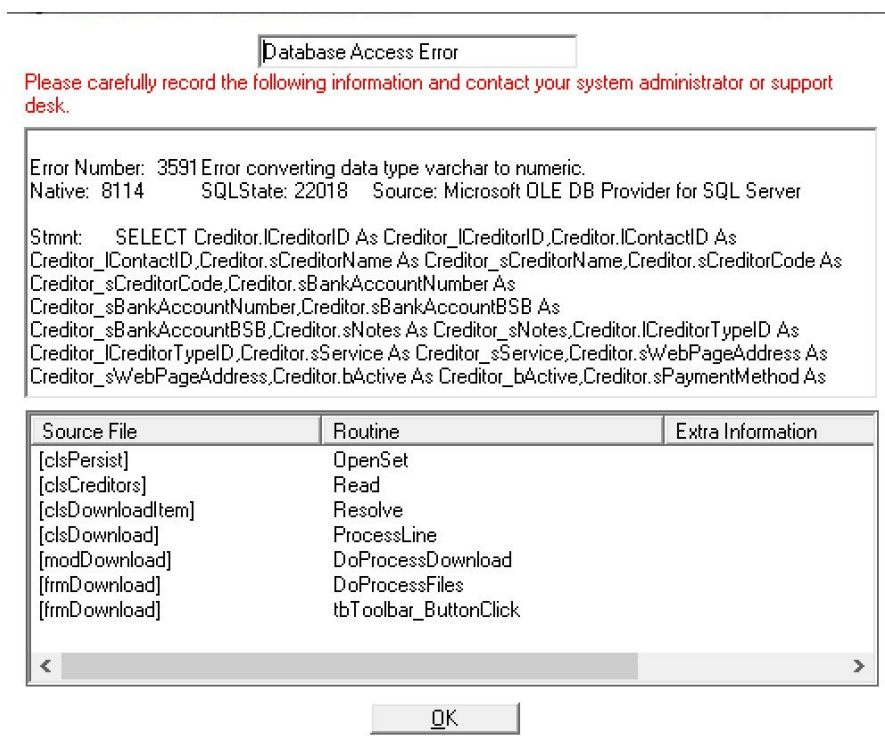 Database Access Error
Please carefully record the following information and contact your system administrator or support
desk.
Error Number: 3591 Error converting data type varchar to numeric.
Native: 8114 SQLState: 22018 Source: Microsoft OLE DB Provider for SQL Server
Stmnt: SELECT Creditor.lCreditorID As Creditor_lCreditorID,Creditor.lContactID As
Creditor_lContactID,Creditor.sCreditorName As Creditor_sCreditorName,Creditor.sCreditorCode As
Creditor_sCreditorCode,Creditor.sBankAccountNumber As
Creditor_sBankAccountNumber,Creditor.sBankAccountBSB As
Creditor_sBankAccountBSB,Creditor.sNotes As Creditor_sNotes,Creditor.lCreditorTypeID As
Creditor_lCreditorTypeID,Creditor.sService As Creditor_sService,Creditor.sWebPageAddress As
Creditor_sWebPageAddress,Creditor.bActive As Creditor_bActive,Creditor.sPaymentMethod As
Source File Routine Extra Information
[clsPersist] OpenSet
[clsCreditors] Read
[clsDownloadItem] Resolve
[clsDownload] ProcessLine
[modDownload] DoProcessDownload
[frmDownload] DoProcessFiles
[frmDownload] tbToolbar_ButtonClick
OK